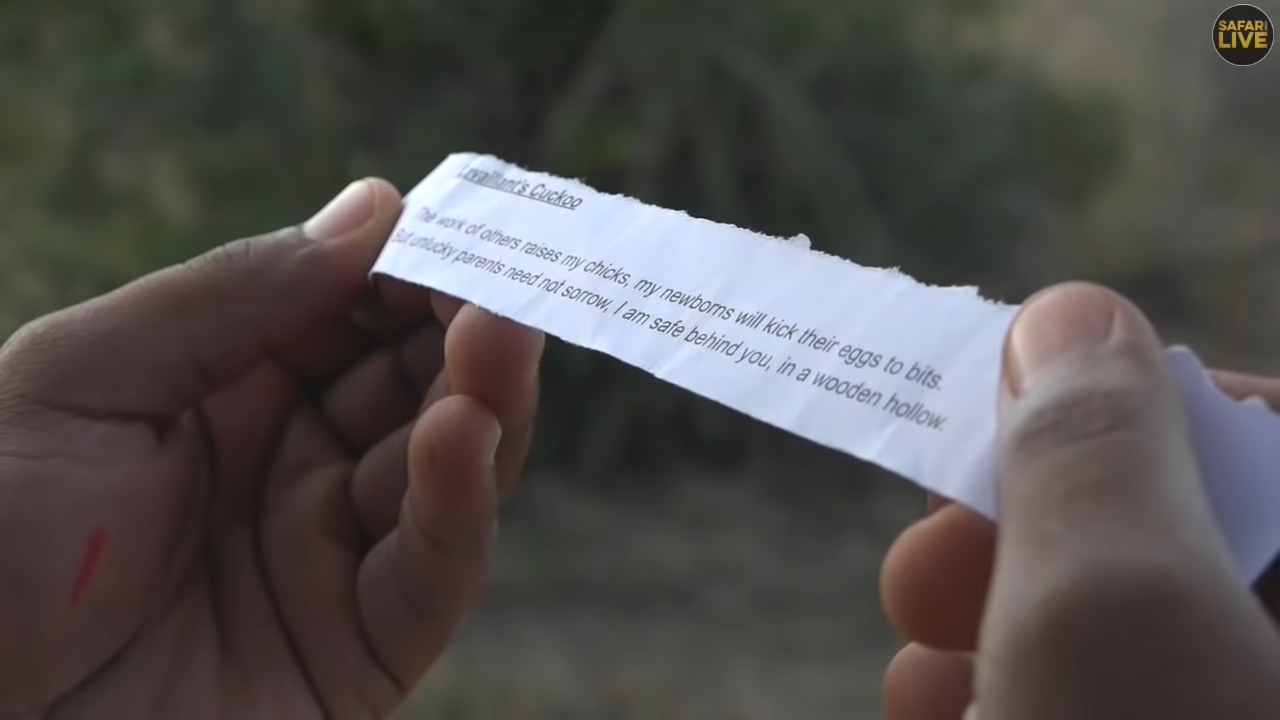 Levaillant's Cuckoo
The work of others raises my chicks, my newborns will kick their eggs to bits.
But unlucky parents need not sorrow, I am safe behind you, in a wooden hollow.
SAFARI
LIVE